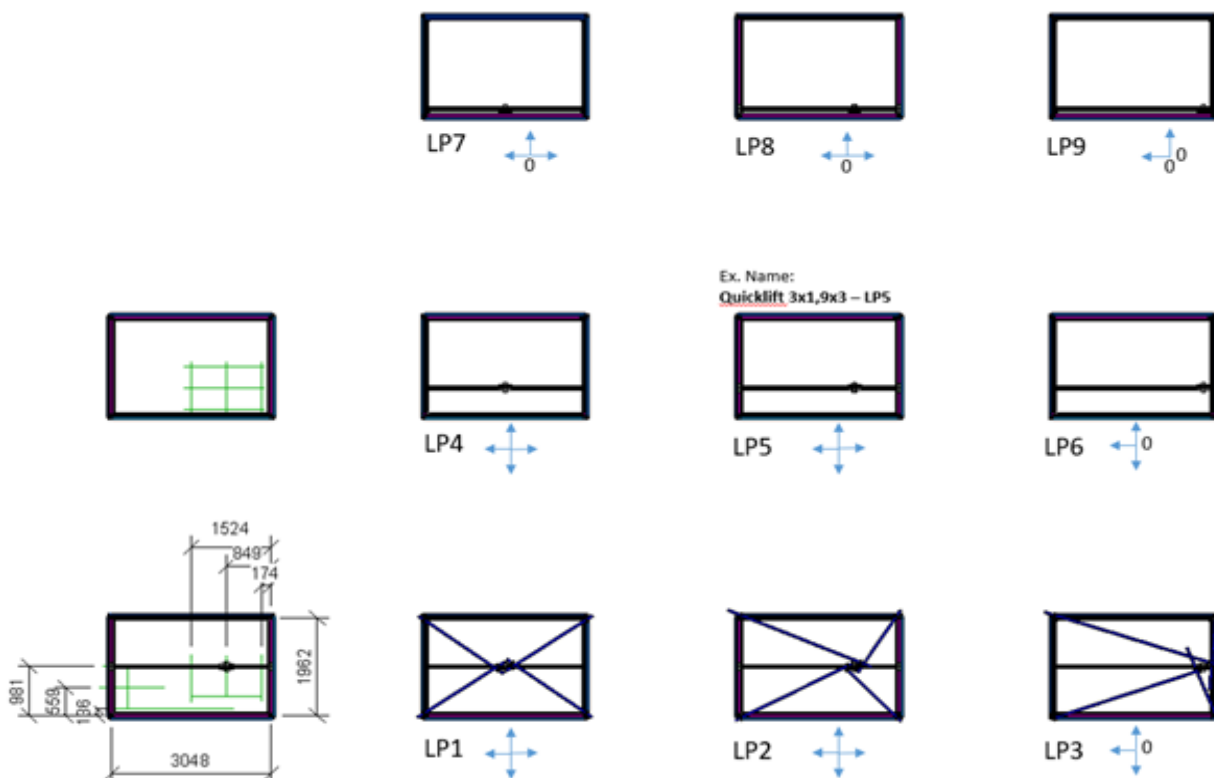 LP7
0
LP8
0
LP9
0
0
Ex. Name:
Quicklift 3x1,9x3 – LP5
LP4
LP5
LP6
0
1524
849
174
1962
981
559
136
3048
LP1
LP2
LP3
0